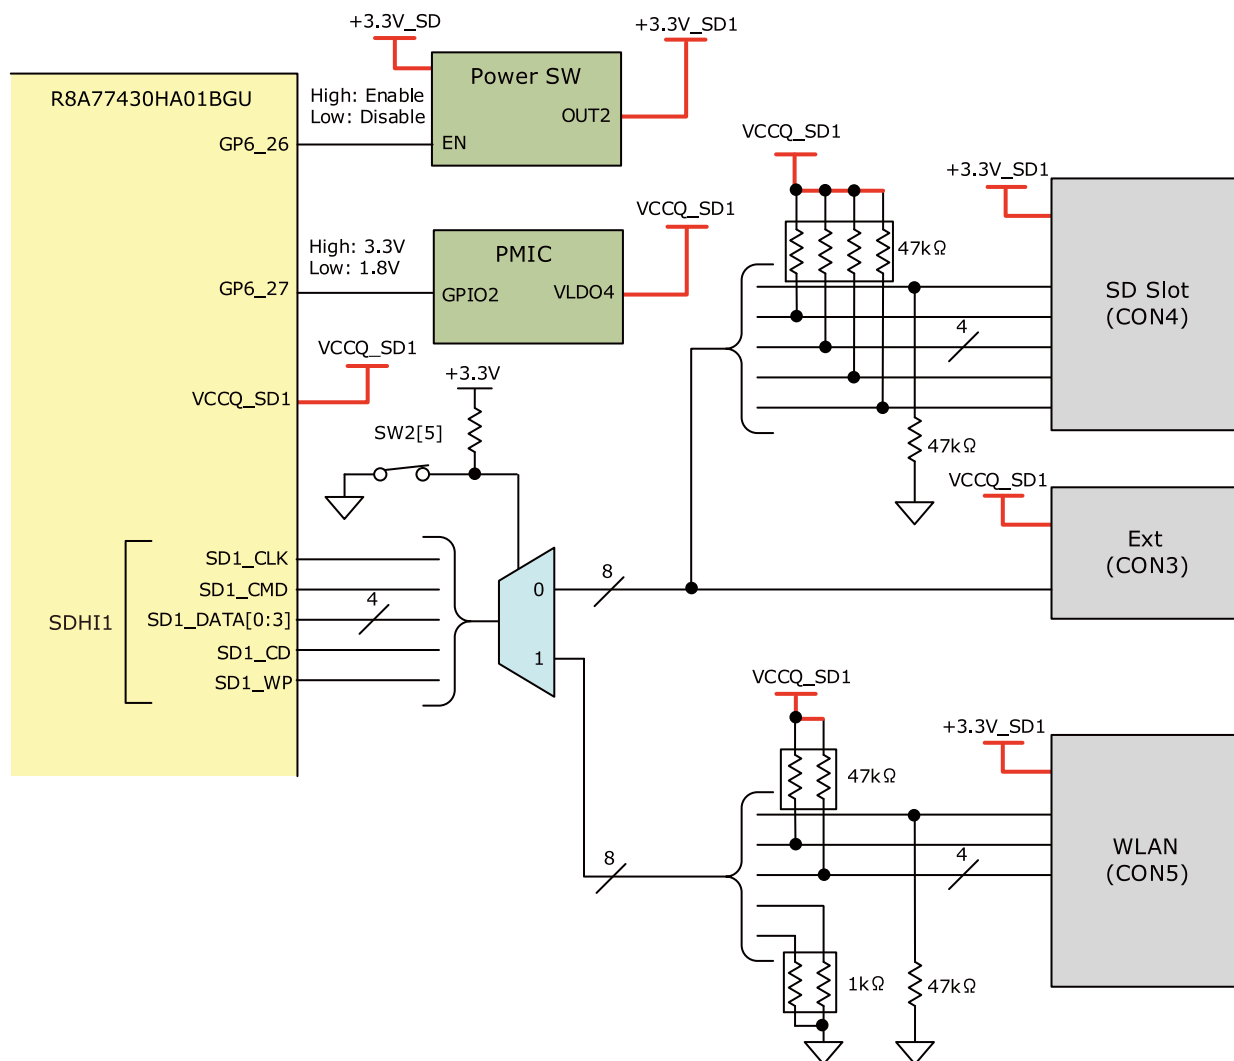 +3.3V_SD
+3.3V_SD1
Power SW
R8A77430HA01BGU
High: Enable
Low: Disable
OUT2
GP6_26
EN
VCCQ_SD1
+3.3V_SD1
VCCQ_SD1
High: 3.3V
Low: 1.8V
PMIC
47kΩ
GP6_27
GPIO2
VLDO4
SD Slot
(CON4)
4
VCCQ_SD1
+3.3V
VCCQ_SD1
SW2[5]
47kΩ
VCCQ_SD1
Ext
(CON3)
SDHI1
SD1_CLK
SD1_CMD
4
SD1_DATA[0:3]
SD1_CD
SD1_WP
0
8
1
VCCQ_SD1
+3.3V_SD1
47kΩ
WLAN
(CON5)
8
4
1kΩ
47kΩ